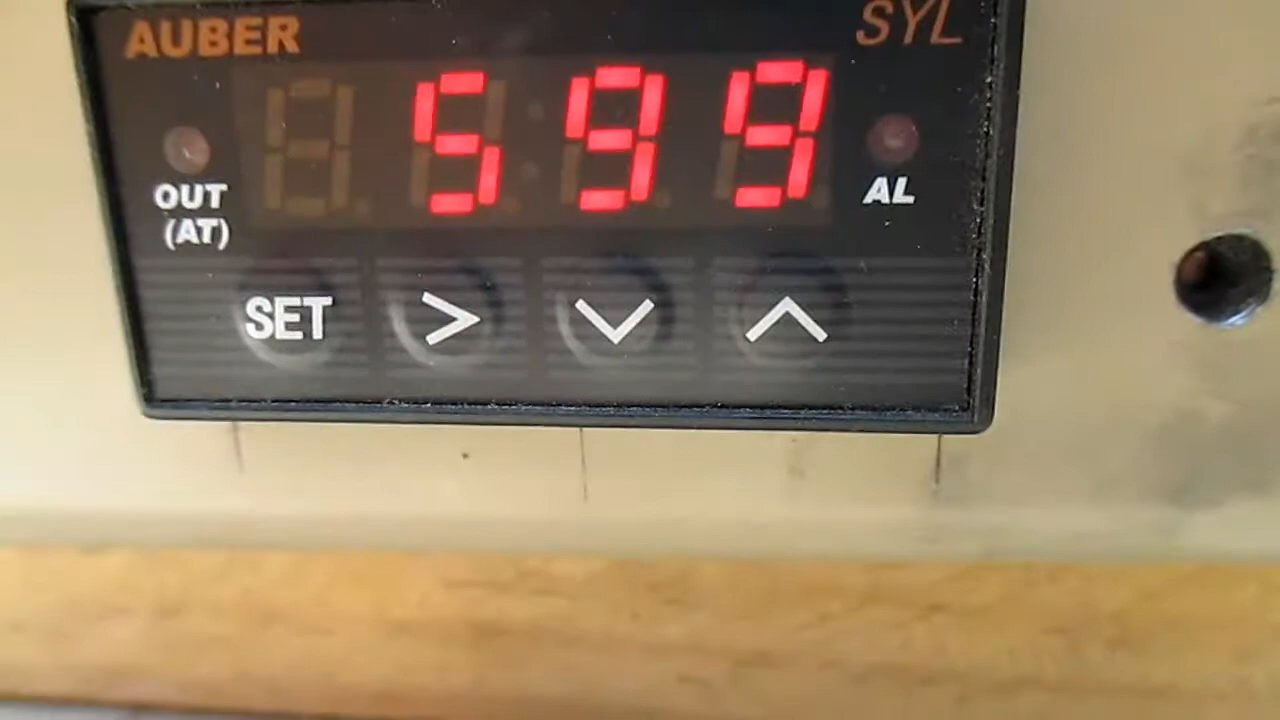 AUBER SYL
599
OUT
(AT)
AL
SET > ∨ ∧